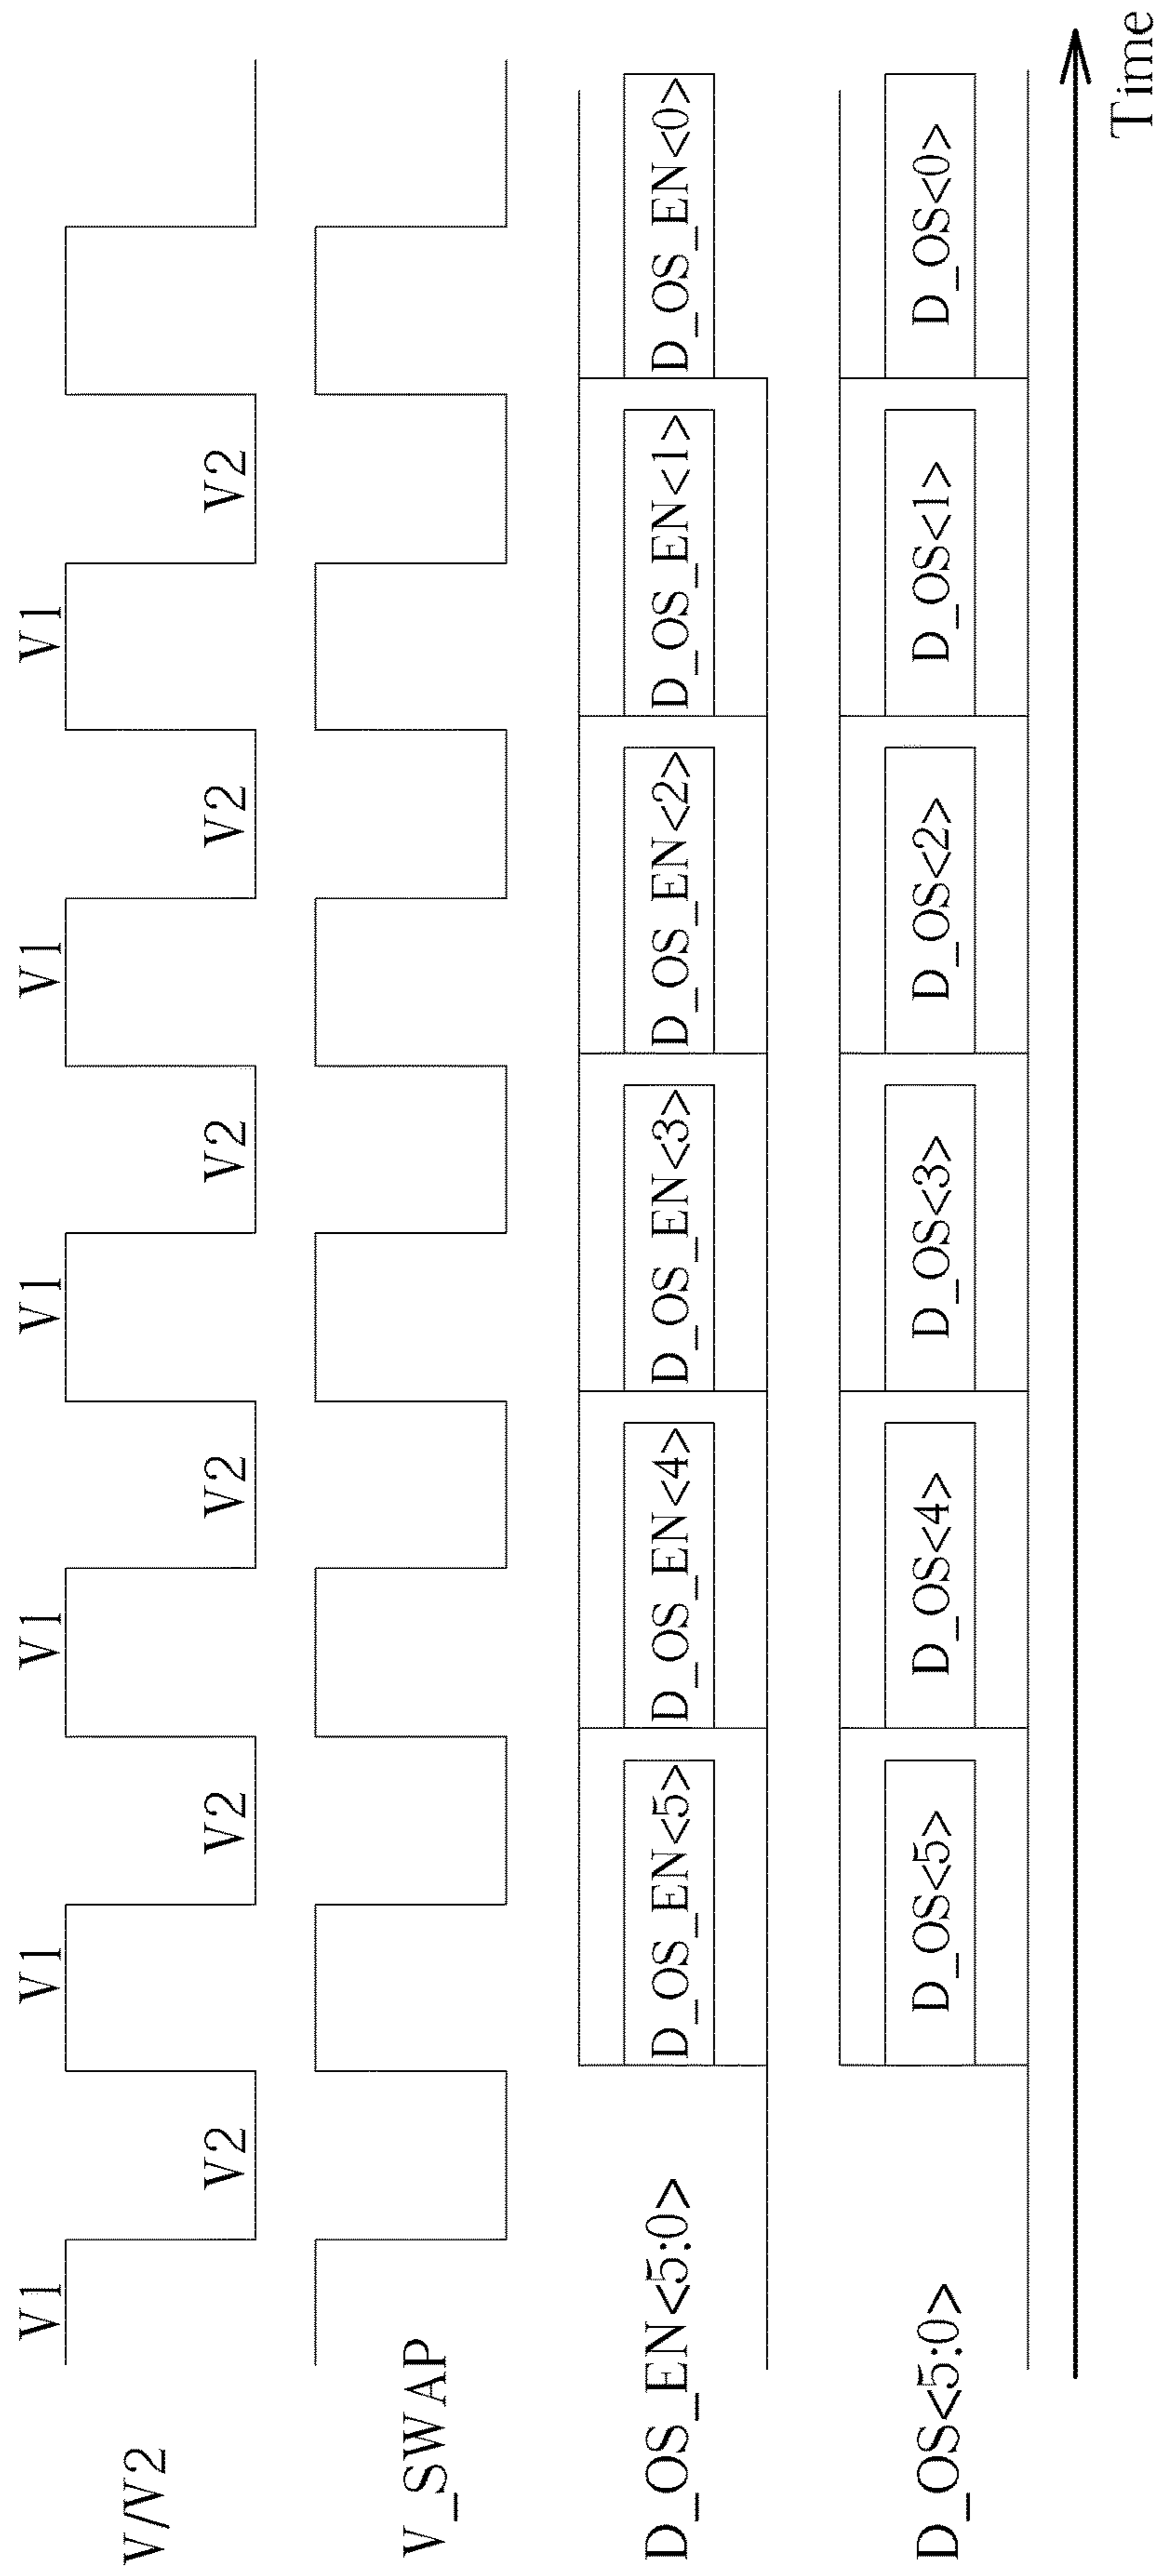 V1 V1 V1 V1 V1 V1
V/V2
V2 V2 V2 V2 V2 V2
V_SWAP
D_OS_EN<5:0> D_OS_EN<5> D_OS_EN<4> D_OS_EN<3> D_OS_EN<2> D_OS_EN<1> D_OS_EN<0>
D_OS<5:0> D_OS<5> D_OS<4> D_OS<3> D_OS<2> D_OS<1> D_OS<0>
Time